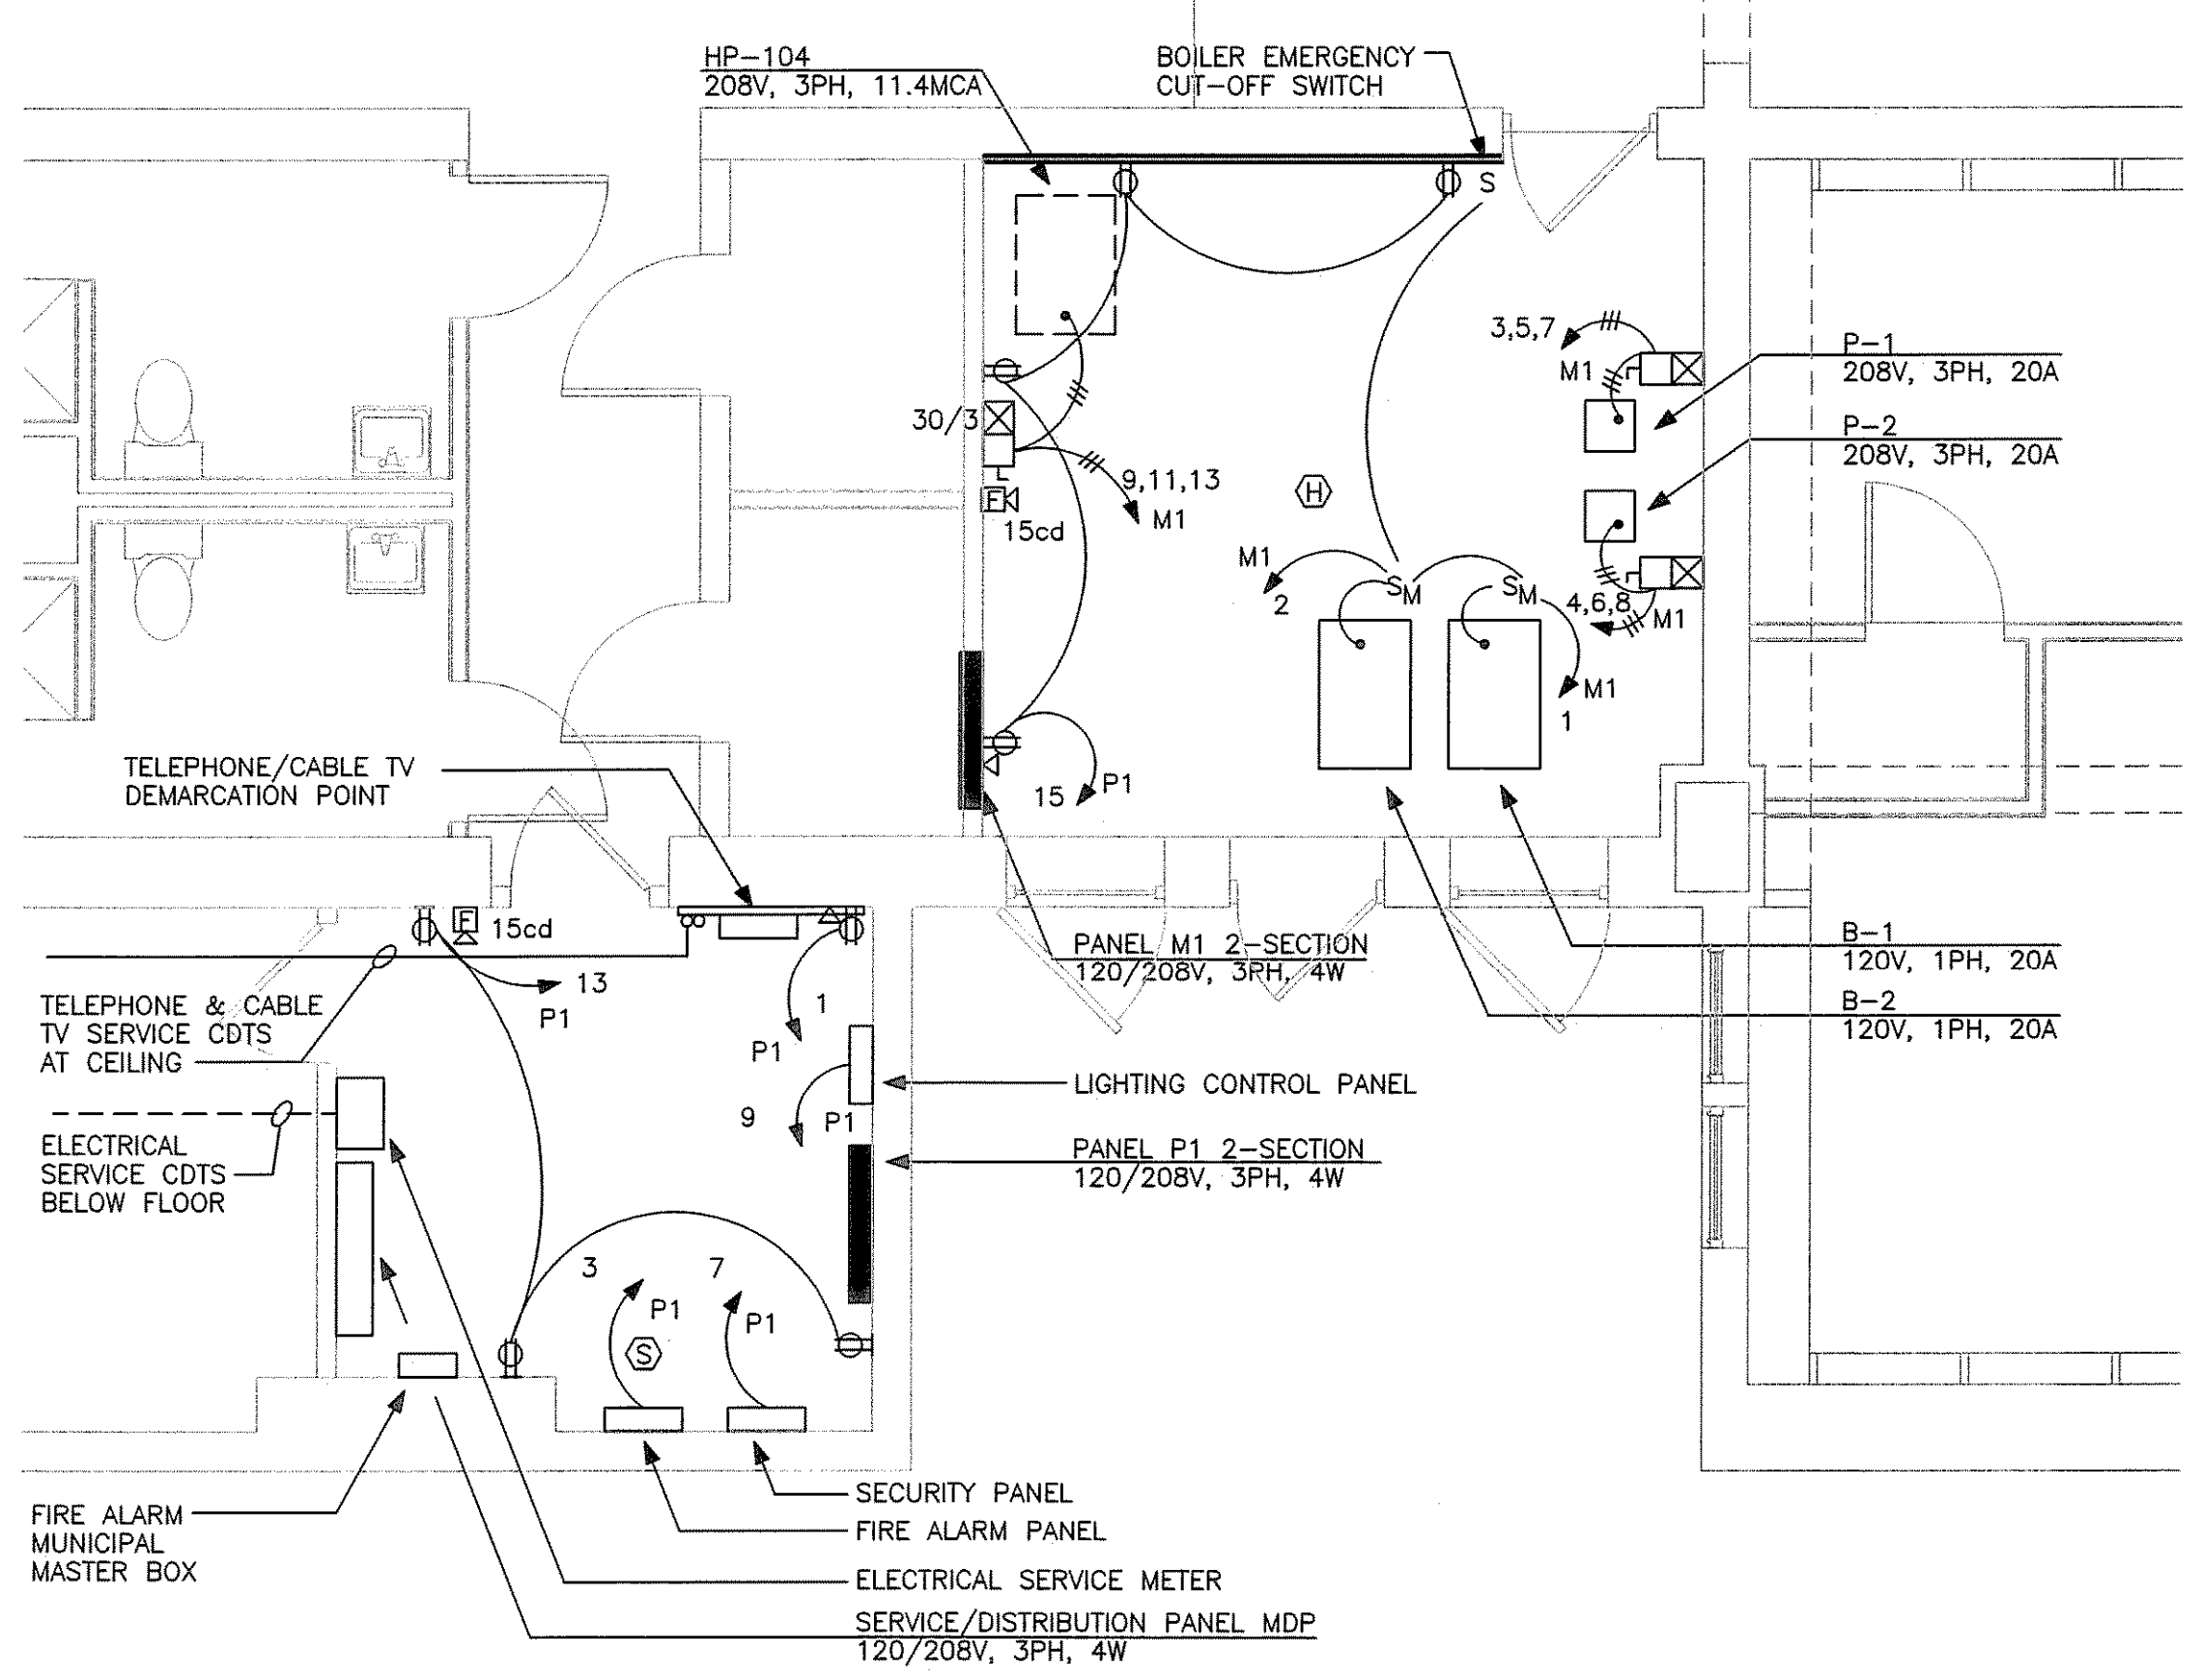 HP-104
208V, 3PH, 11.4MCA
BOILER EMERGENCY
CUT-OFF SWITCH
S
3,5,7
M1
P-1
208V, 3PH, 20A
30/3
P-2
208V, 3PH, 20A
9,11,13
M1
H
F
15cd
M1
2
SM
SM
4,6,8
M1
M1
1
TELEPHONE/CABLE TV
DEMARCATION POINT
15
P1
F
15cd
13
P1
PANEL M1 2-SECTION
120/208V, 3PH, 4W
B-1
120V, 1PH, 20A
TELEPHONE & CABLE
TV SERVICE CDTS
AT CEILING
1
P1
B-2
120V, 1PH, 20A
LIGHTING CONTROL PANEL
9
P1
ELECTRICAL
SERVICE CDTS
BELOW FLOOR
PANEL P1 2-SECTION
120/208V, 3PH, 4W
3
P1
7
P1
S
SECURITY PANEL
FIRE ALARM PANEL
FIRE ALARM
MUNICIPAL
MASTER BOX
ELECTRICAL SERVICE METER
SERVICE/DISTRIBUTION PANEL MDP
120/208V, 3PH, 4W